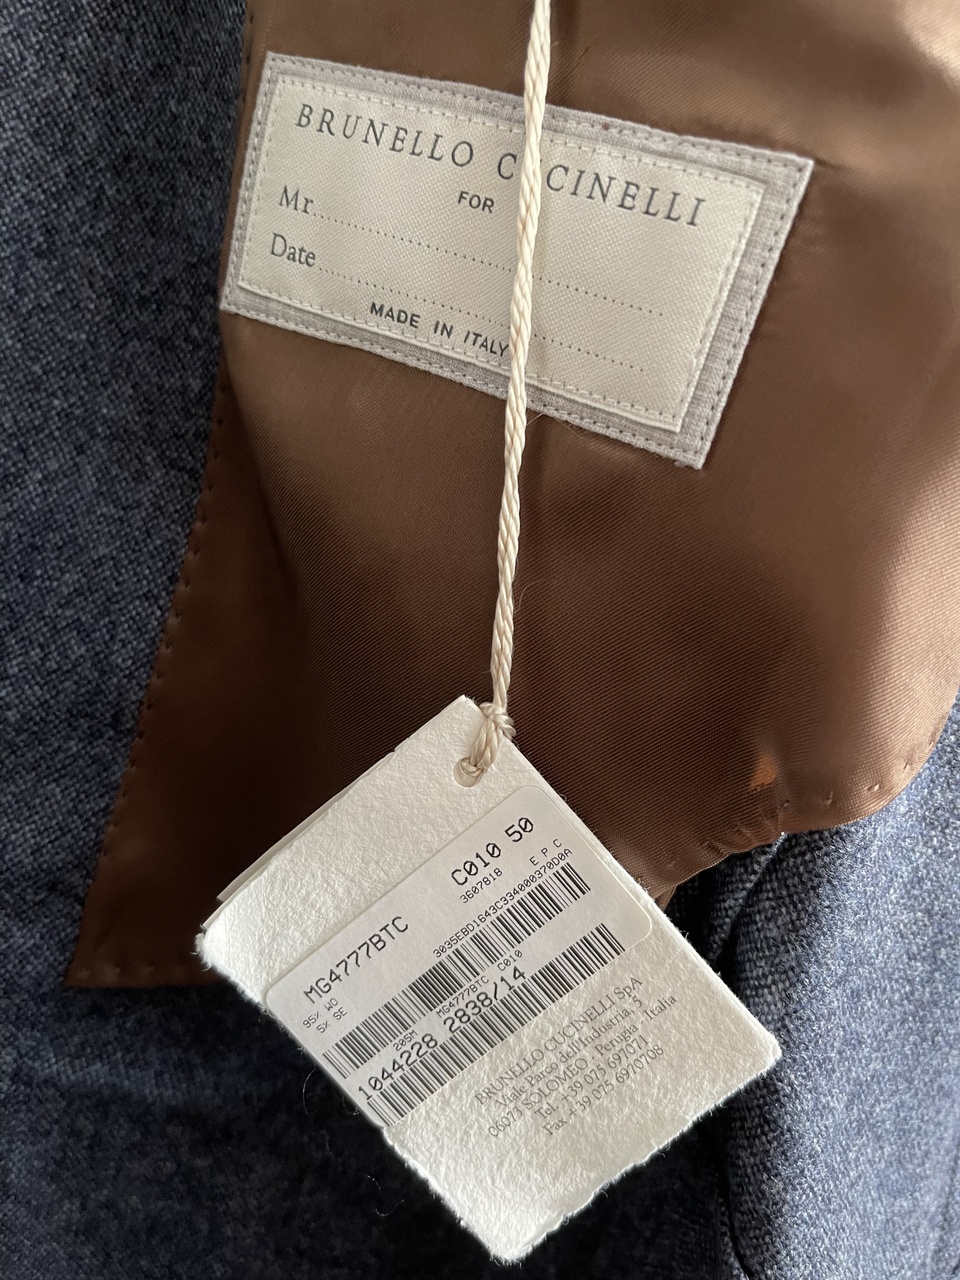 BRUNELLO CUCINELLI
FOR
Mr.
Date
MADE IN ITALY
C010 50
3607818 EPC
MG4777BTC
3035EBD1643C334000370D0A
95% WO
5% SE
205M MG4777BTC C010
1044228 2838/14
BRUNELLO CUCINELLI SpA
Viale Parco dell'Industria, 5
06073 SOLOMEO - Perugia - Italia
Tel. +39 075 697071
Fax +39 075 6970708